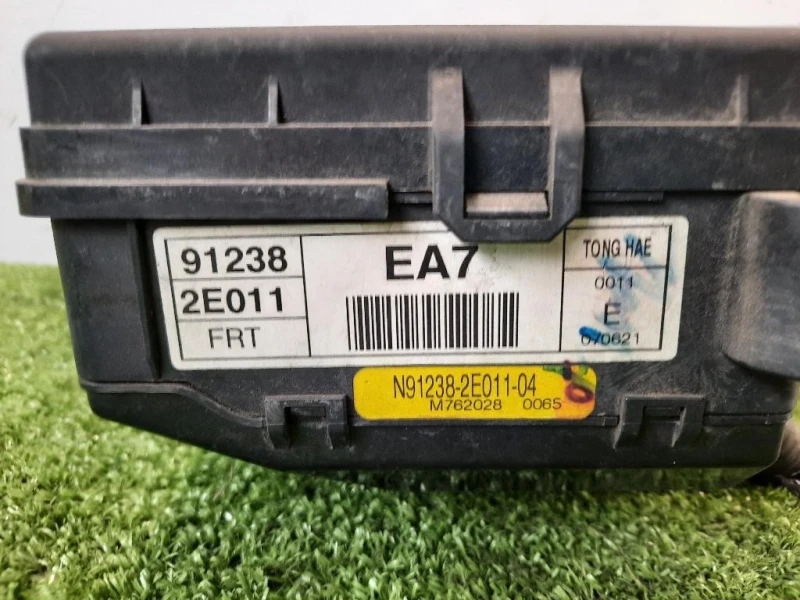 91238
2E011
FRT
EA7
TONG HAE
0011
E
070621
N91238-2E011-04
M762028 0065